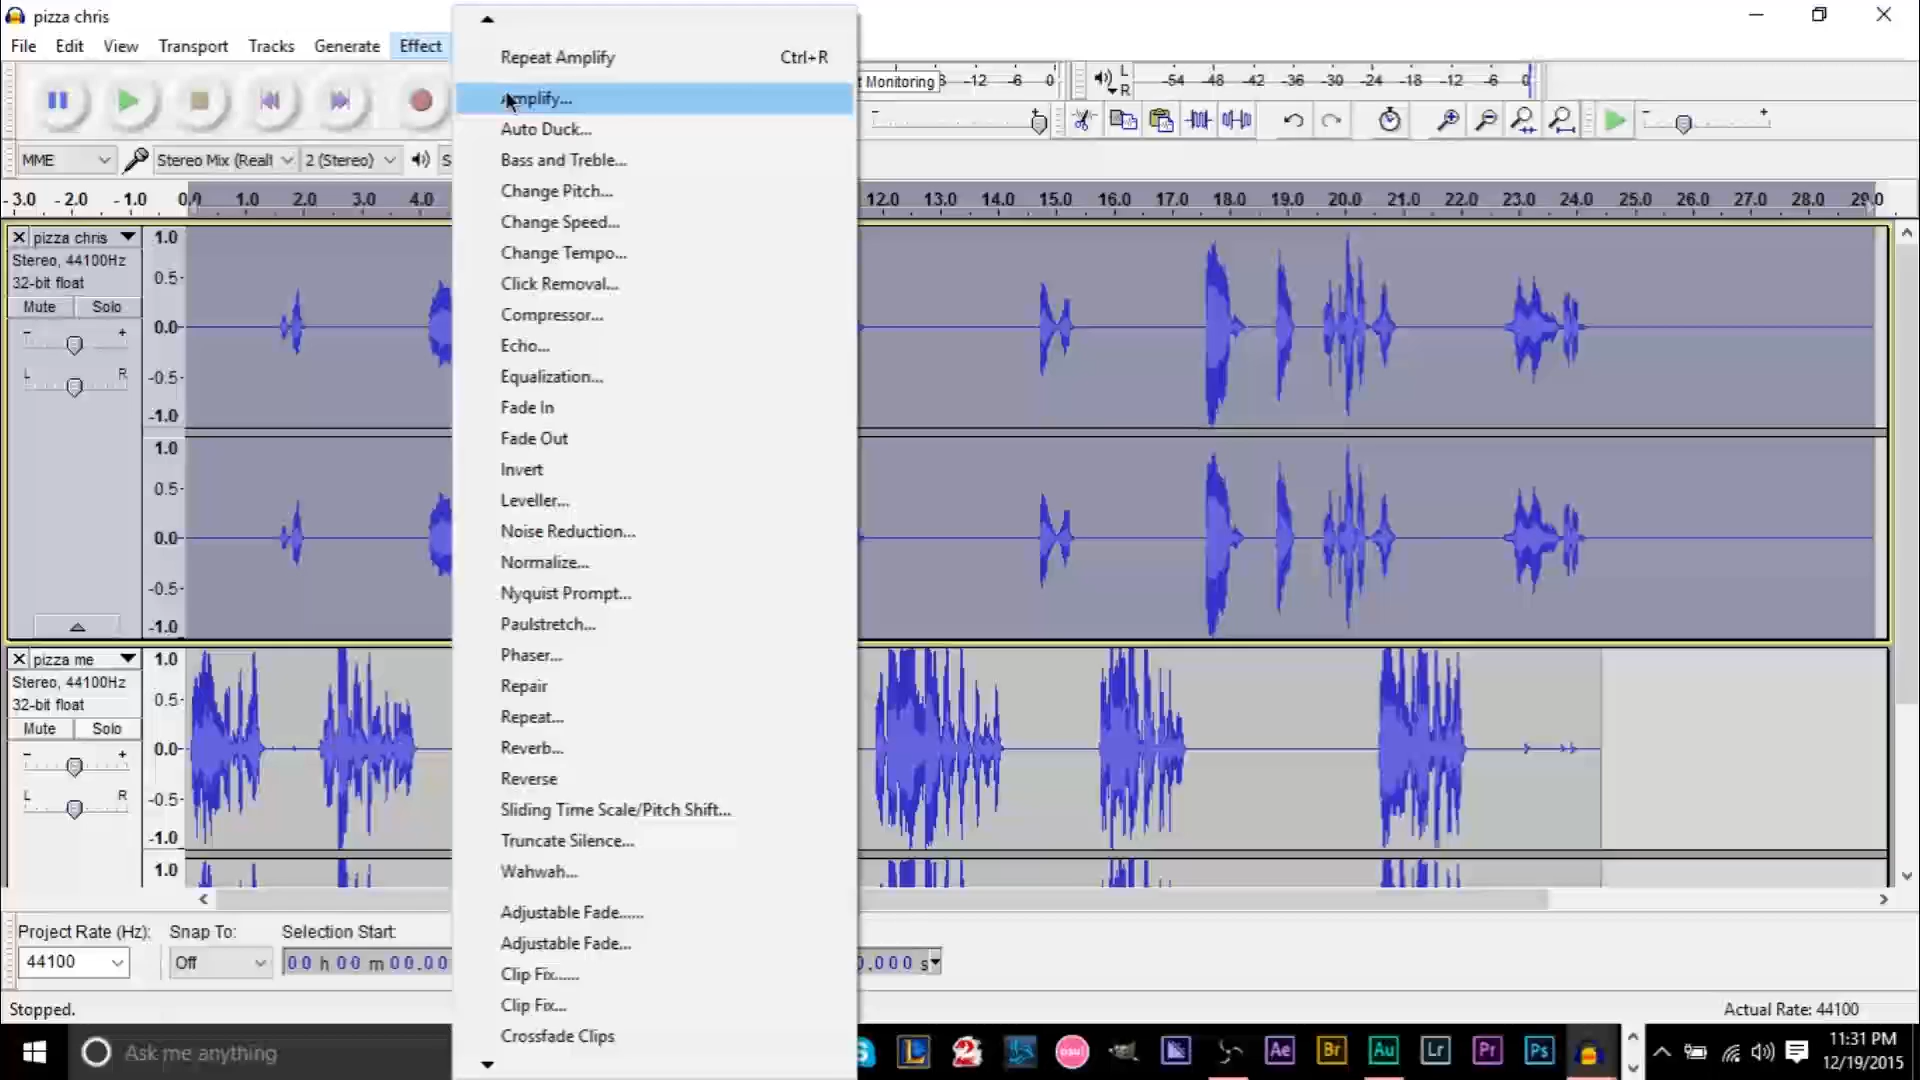 pizza chris
File Edit View Transport Tracks Generate Effect
Repeat Amplify Ctrl+R
Amplify...
Auto Duck...
Bass and Treble...
Change Pitch...
Change Speed...
Change Tempo...
Click Removal...
Compressor...
Echo...
Equalization...
Fade In
Fade Out
Invert
Leveller...
Noise Reduction...
Normalize...
Nyquist Prompt...
Paulstretch...
Phaser...
Repair
Repeat...
Reverb...
Reverse
Sliding Time Scale/Pitch Shift...
Truncate Silence...
Wahwah...
Adjustable Fade......
Adjustable Fade...
Clip Fix......
Clip Fix...
Crossfade Clips
Monitoring -12 -6 0
L R -54 -48 -42 -36 -30 -24 -18 -12 -6 0
MME Stereo Mix (Realt 2 (Stereo) S
-3.0 -2.0 -1.0 0.0 1.0 2.0 3.0 4.0 12.0 13.0 14.0 15.0 16.0 17.0 18.0 19.0 20.0 21.0 22.0 23.0 24.0 25.0 26.0 27.0 28.0 29.0
pizza chris
Stereo, 44100Hz
32-bit float
Mute Solo
- +
L R
1.0
0.5
0.0
-0.5
-1.0
1.0
0.5
0.0
-0.5
-1.0
pizza me
Stereo, 44100Hz
32-bit float
Mute Solo
- +
L R
1.0
0.5
0.0
-0.5
-1.0
1.0
Project Rate (Hz): Snap To: Selection Start:
44100 Off 00 h 00 m 00.00 0.000 s
Stopped. Actual Rate: 44100
Ask me anything
S L 2 osu! Ae Br Au Lr Pr Ps
11:31 PM
12/19/2015